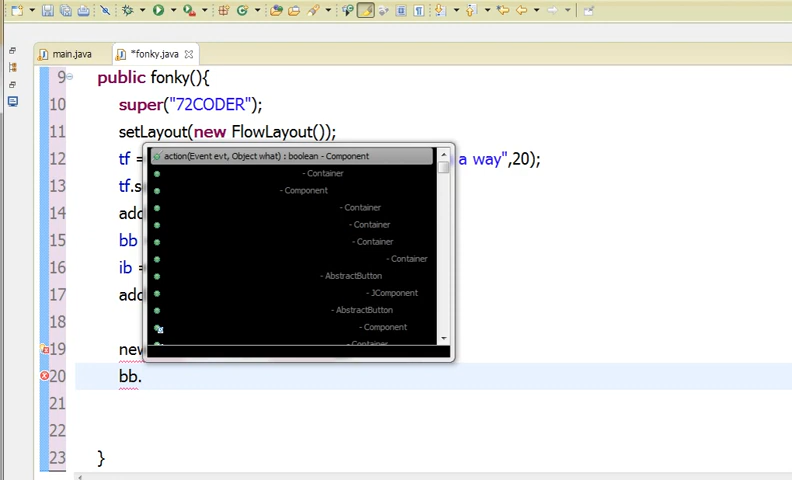 main.java
*fonky.java
9 public fonky(){
10 super("72CODER");
11 setLayout(new FlowLayout());
12 tf = a way",20);
13 tf.s
14 add
15 bb
16 ib =
17 add
18
19 new
20 bb.
21
22
23 }
action(Event evt, Object what) : boolean - Component
- Container
- Component
- Container
- Container
- Container
- Container
- AbstractButton
- JComponent
- AbstractButton
- Component
- Container